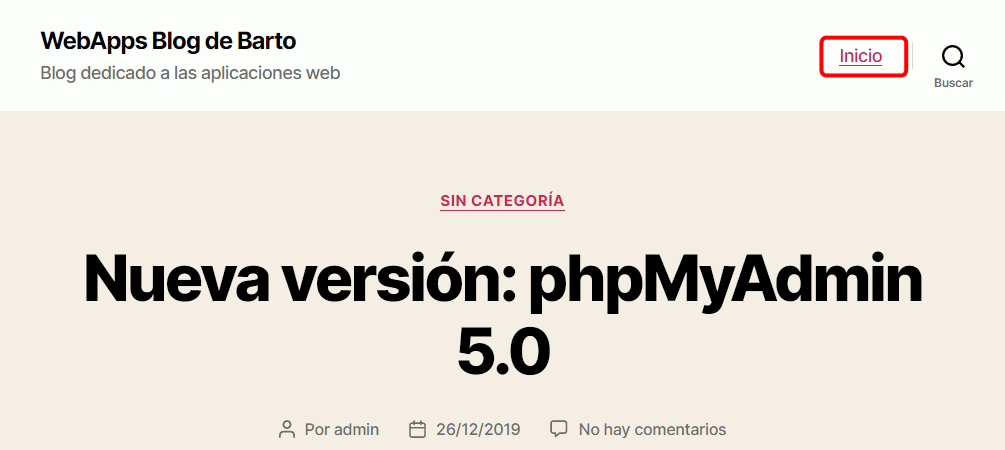 WebApps Blog de Barto
Blog dedicado a las aplicaciones web
Inicio
Buscar
SIN CATEGORÍA
Nueva versión: phpMyAdmin
5.0
Por admin 26/12/2019 No hay comentarios